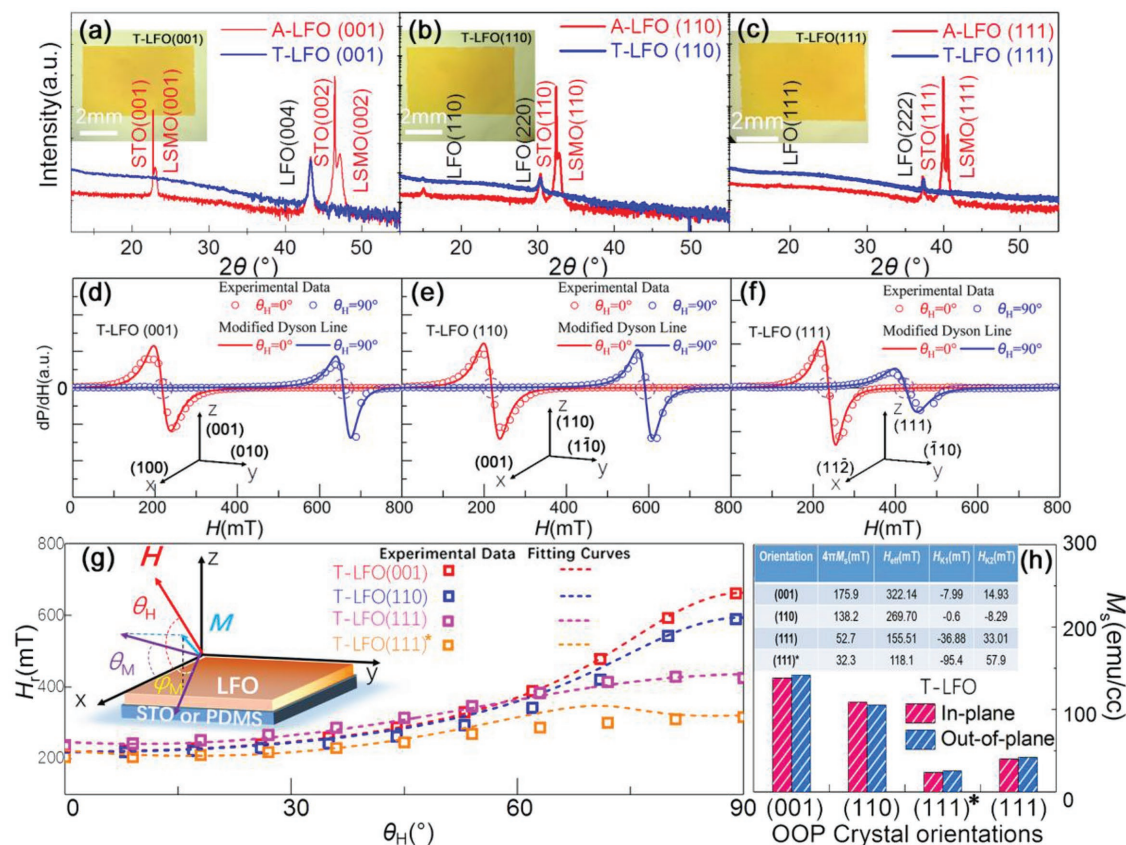 (a)
T-LFO(001)
A-LFO (001)
T-LFO (001)
2mm
STO(001)
LSMO(001)
LFO(004)
STO(002)
LSMO(002)
Intensity(a.u.)
10 20 30 40 50
2θ (°)
(b)
T-LFO(110)
A-LFO (110)
T-LFO (110)
2mm
LFO(110)
LFO(220)
STO(110)
LSMO(110)
10 20 30 40 50
2θ (°)
(c)
T-LFO(111)
A-LFO (111)
T-LFO (111)
2mm
LFO(111)
LFO(222)
STO(111)
LSMO(111)
10 20 30 40 50
2θ (°)
(d)
Experimental Data
θH=0° θH=90°
T-LFO (001)
Modified Dyson Line
θH=0° θH=90°
dP/dH(a.u.)
0
z
(001)
(100)
(010)
x
y
0 200 400 600 800
H(mT)
(e)
Experimental Data
θH=0° θH=90°
T-LFO (110)
Modified Dyson Line
θH=0° θH=90°
z
(110)
(001)
(11̄0)
x
y
0 200 400 600 800
H(mT)
(f)
Experimental Data
θH=0° θH=90°
T-LFO (111)
Modified Dyson Line
θH=0° θH=90°
z
(111)
(112̄)
(1̄10)
x
y
0 200 400 600 800
H(mT)
(g)
Experimental Data Fitting Curves
T-LFO(001)
T-LFO(110)
T-LFO(111)
T-LFO(111)*
H
z
θH
M
θM
φM
x
y
LFO
STO or PDMS
Hr(mT)
800
600
400
200
0 30 60 90
θH(°)
(h)
Orientation 4πMs(mT) Heff(mT) HK1(mT) HK2(mT)
(001) 175.9 322.14 -7.99 14.93
(110) 138.2 269.70 -0.6 -8.29
(111) 52.7 155.51 -36.88 33.01
(111)* 32.3 118.1 -95.4 57.9
T-LFO
In-plane
Out-of-plane
300
200
100
0
Ms(emu/cc)
(001) (110) (111)* (111)
OOP Crystal orientations